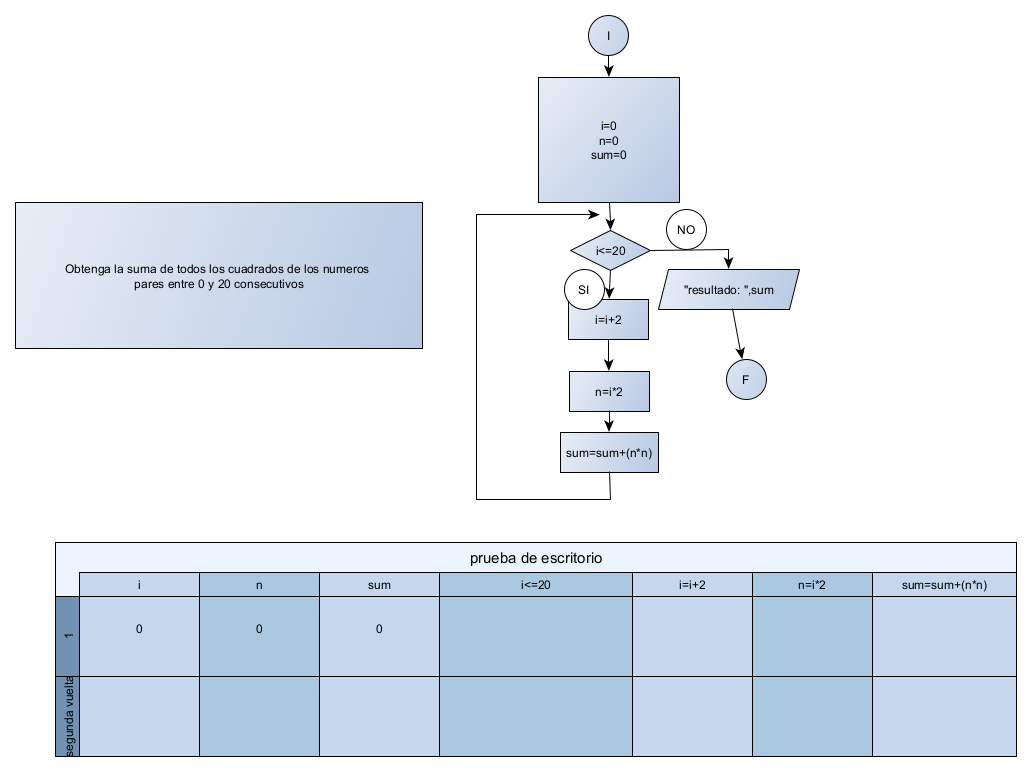 I
i=0
n=0
sum=0
Obtenga la suma de todos los cuadrados de los numeros
pares entre 0 y 20 consecutivos
i<=20
NO
SI
"resultado: ",sum
i=i+2
F
n=i*2
sum=sum+(n*n)
prueba de escritorio
i n sum i<=20 i=i+2 n=i*2 sum=sum+(n*n)
1 0 0 0
segunda vuelta